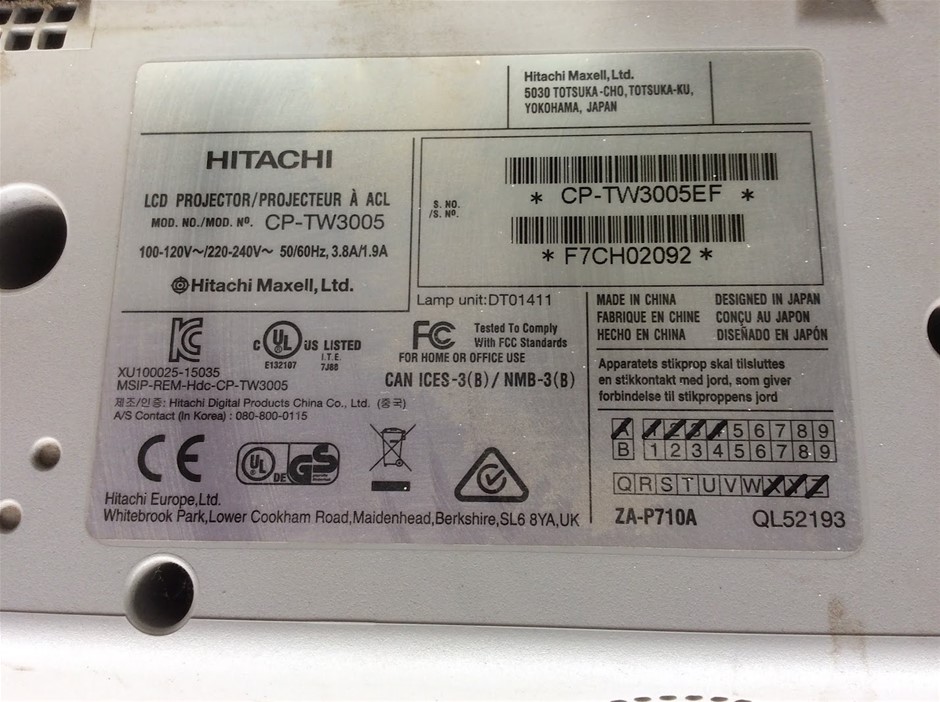 Hitachi Maxell, Ltd.
5030 TOTSUKA-CHO, TOTSUKA-KU,
YOKOHAMA, JAPAN
HITACHI
LCD PROJECTOR/PROJECTEUR À ACL
MOD. NO./MOD. Nº. CP-TW3005
100-120V～/220-240V～ 50/60Hz, 3.8A/1.9A
Hitachi Maxell, Ltd.
S. NO.
/S. Nº.
* CP-TW3005EF *
* F7CH02092 *
Lamp unit:DT01411
MADE IN CHINA DESIGNED IN JAPAN
FABRIQUE EN CHINE CONÇU AU JAPON
HECHO EN CHINA DISEÑADO EN JAPÓN
XU100025-15035
MSIP-REM-Hdc-CP-TW3005
C UL US LISTED
E132107 I.T.E.
7J88
FC Tested To Comply
With FCC Standards
FOR HOME OR OFFICE USE
CAN ICES-3(B)/ NMB-3(B)
제조/인증: Hitachi Digital Products China Co., Ltd. (중국)
A/S Contact (In Korea) : 080-800-0115
Apparatets stikprop skal tilsluttes
en stikkontakt med jord, som giver
forbindelse til stikproppens jord
CE
UL DE GS
A 1 2 3 4 5 6 7 8 9
B 1 2 3 4 5 6 7 8 9
Q R S T U V W X Y Z
Hitachi Europe,Ltd.
Whitebrook Park,Lower Cookham Road,Maidenhead,Berkshire,SL6 8YA,UK
ZA-P710A QL52193